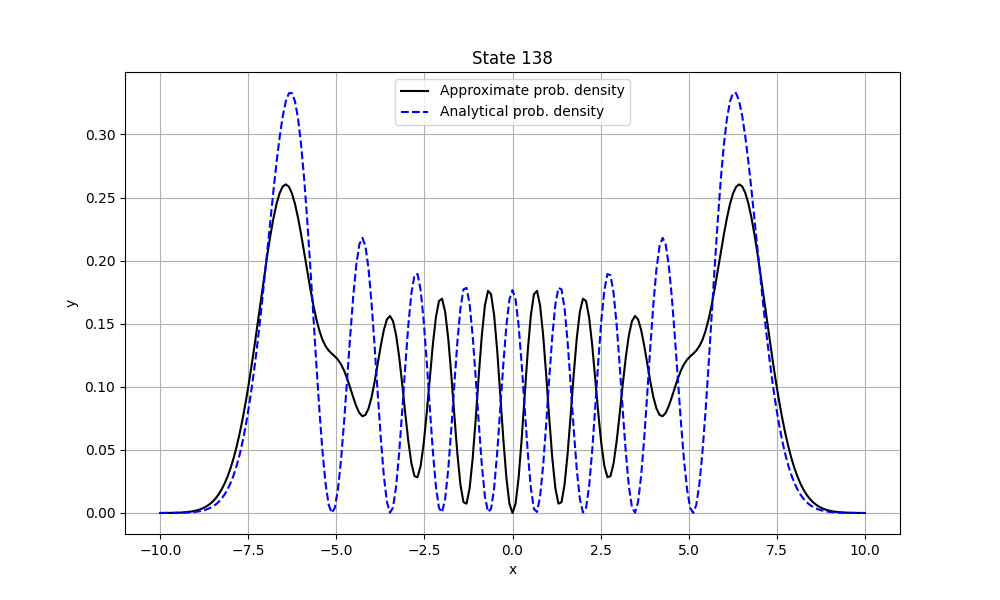 State 138
Approximate prob. density
Analytical prob. density
y
0.30
0.25
0.20
0.15
0.10
0.05
0.00
−10.0 −7.5 −5.0 −2.5 0.0 2.5 5.0 7.5 10.0
x